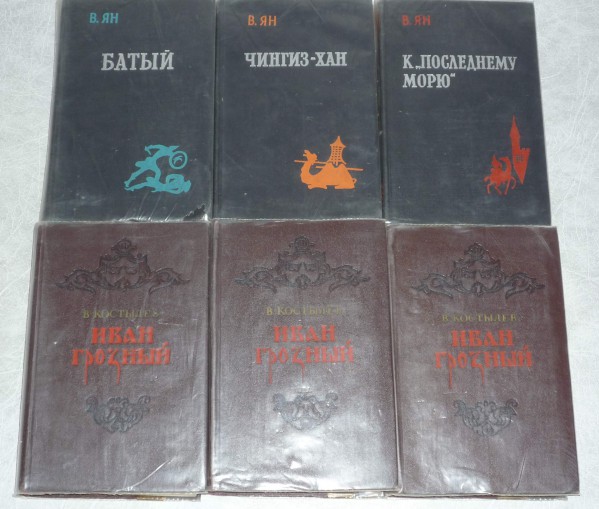 В. ЯН
БАТЫЙ
В. ЯН
ЧИНГИЗ-ХАН
В. ЯН
К „ПОСЛЕДНЕМУ
МОРЮ"
В. КОСТЫЛЕВ
ИВАН
ГРОЗНЫЙ
В. КОСТЫЛЕВ
ИВАН
ГРОЗНЫЙ
В. КОСТЫЛЕВ
ИВАН
ГРОЗНЫЙ